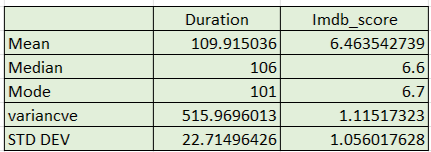 Duration Imdb_score
Mean 109.915036 6.463542739
Median 106 6.6
Mode 101 6.7
variancve 515.9696013 1.11517323
STD DEV 22.71496426 1.056017628